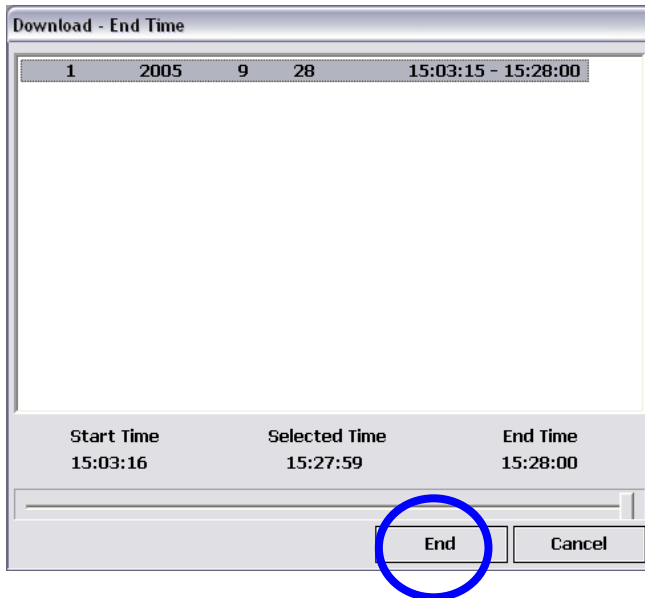 Download - End Time
1 2005 9 28 15:03:15 - 15:28:00
Start Time Selected Time End Time
15:03:16 15:27:59 15:28:00
End Cancel